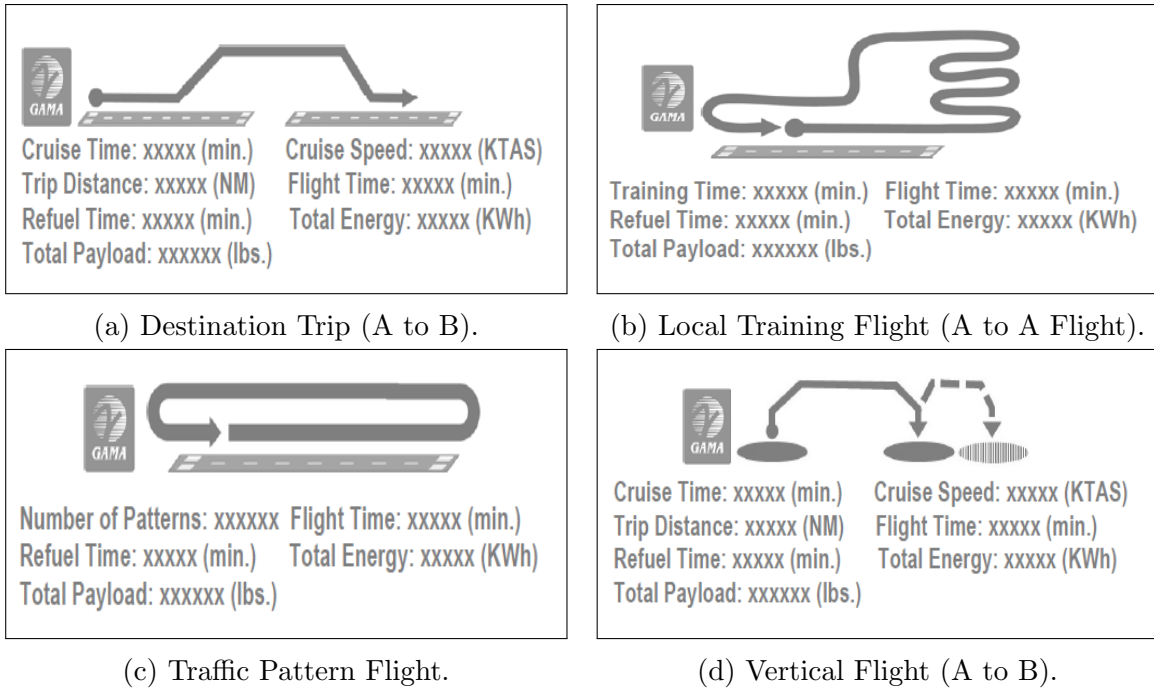 GAMA
Cruise Time: xxxxx (min.) Cruise Speed: xxxxx (KTAS)
Trip Distance: xxxxx (NM) Flight Time: xxxxx (min.)
Refuel Time: xxxxx (min.) Total Energy: xxxxx (KWh)
Total Payload: xxxxxx (lbs.)
(a) Destination Trip (A to B).
GAMA
Training Time: xxxxx (min.) Flight Time: xxxxx (min.)
Refuel Time: xxxxx (min.) Total Energy: xxxxx (KWh)
Total Payload: xxxxxx (lbs.)
(b) Local Training Flight (A to A Flight).
GAMA
Number of Patterns: xxxxxx Flight Time: xxxxx (min.)
Refuel Time: xxxxx (min.) Total Energy: xxxxx (KWh)
Total Payload: xxxxxx (lbs.)
(c) Traffic Pattern Flight.
GAMA
Cruise Time: xxxxx (min.) Cruise Speed: xxxxx (KTAS)
Trip Distance: xxxxx (NM) Flight Time: xxxxx (min.)
Refuel Time: xxxxx (min.) Total Energy: xxxxx (KWh)
Total Payload: xxxxxx (lbs.)
(d) Vertical Flight (A to B).